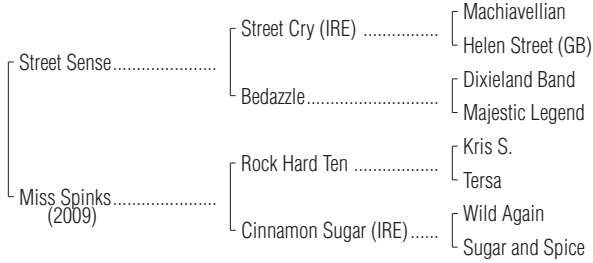 Machiavellian
Street Cry (IRE) ................
Helen Street (GB)
Street Sense......................
Dixieland Band
Bedazzle............................
Majestic Legend
Kris S.
Rock Hard Ten ..................
Tersa
Miss Spinks......................
(2009)
Wild Again
Cinnamon Sugar (IRE)......
Sugar and Spice